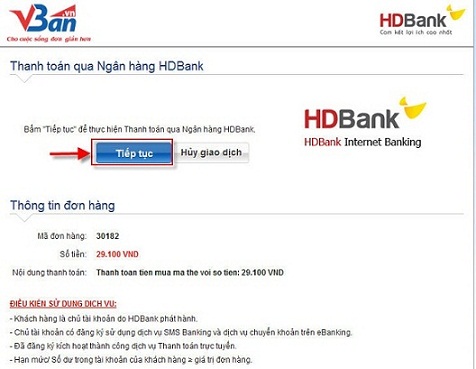 VBan.vn
Cho cuộc sống đơn giản hơn
HDBank
Cam kết lợi ích cao nhất
Thanh toán qua Ngân hàng HDBank
Bấm "Tiếp tục" để thực hiện Thanh toán qua Ngân hàng HDBank.
Tiếp tục
Hủy giao dịch
HDBank
HDBank Internet Banking
Thông tin đơn hàng
Mã đơn hàng: 30182
Số tiền: 29.100 VND
Nội dung thanh toán: Thanh toan tien mua ma the voi so tien: 29.100 VND
ĐIỀU KIỆN SỬ DỤNG DỊCH VỤ:
- Khách hàng là chủ tài khoản do HDBank phát hành.
- Chủ tài khoản có đăng ký sử dụng dịch vụ SMS Banking và dịch vụ chuyển khoản trên eBanking.
- Đã đăng ký kích hoạt thành công dịch vụ Thanh toán trực tuyến.
- Hạn mức/ Số dư trong tài khoản của khách hàng ≥ giá trị đơn hàng.